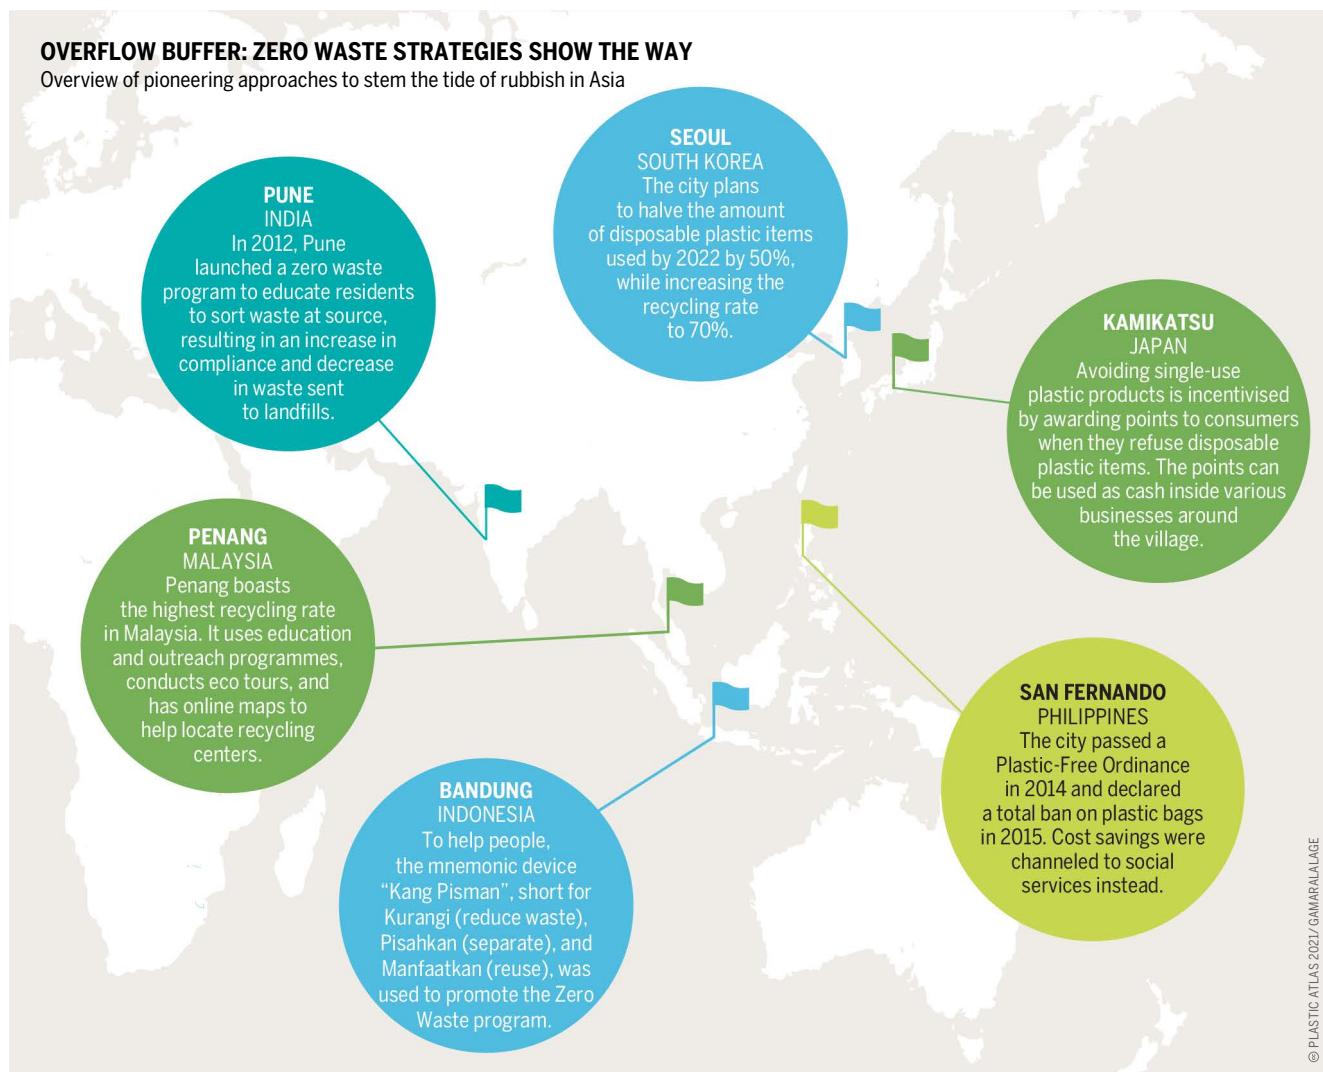 OVERFLOW BUFFER: ZERO WASTE STRATEGIES SHOW THE WAY
Overview of pioneering approaches to stem the tide of rubbish in Asia
SEOUL
SOUTH KOREA
The city plans
to halve the amount
of disposable plastic items
used by 2022 by 50%,
while increasing the
recycling rate
to 70%.
PUNE
INDIA
In 2012, Pune
launched a zero waste
program to educate residents
to sort waste at source,
resulting in an increase in
compliance and decrease
in waste sent
to landfills.
KAMIKATSU
JAPAN
Avoiding single-use
plastic products is incentivised
by awarding points to consumers
when they refuse disposable
plastic items. The points can
be used as cash inside various
businesses around
the village.
PENANG
MALAYSIA
Penang boasts
the highest recycling rate
in Malaysia. It uses education
and outreach programmes,
conducts eco tours, and
has online maps to
help locate recycling
centers.
SAN FERNANDO
PHILIPPINES
The city passed a
Plastic-Free Ordinance
in 2014 and declared
a total ban on plastic bags
in 2015. Cost savings were
channeled to social
services instead.
BANDUNG
INDONESIA
To help people,
the mnemonic device
“Kang Pisman”, short for
Kurangi (reduce waste),
Pisahkan (separate), and
Manfaatkan (reuse), was
used to promote the Zero
Waste program.
🄯 PLASTIC ATLAS 2021/ GAMARALALAGE